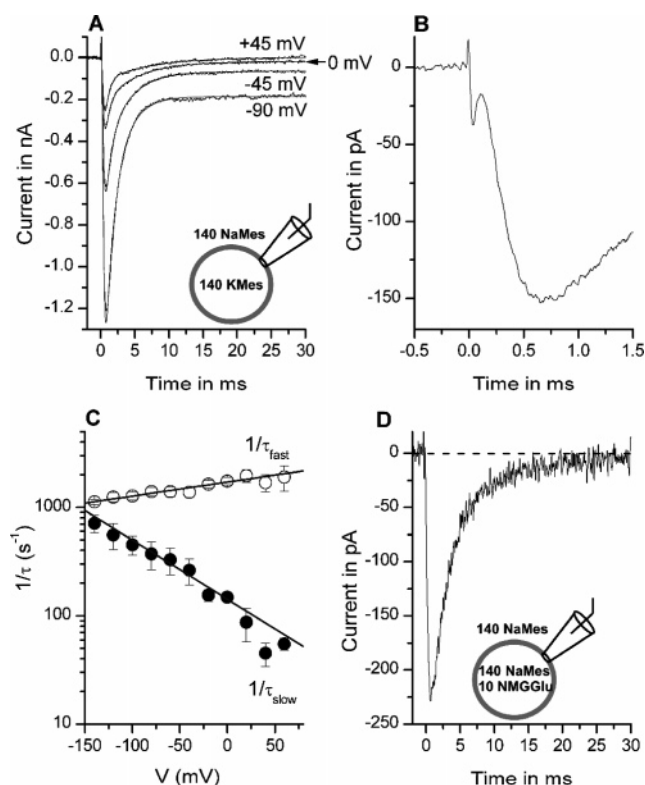 A
+45 mV
0 mV
-45 mV
-90 mV
0.0
-0.2
-0.4
-0.6
-0.8
-1.0
-1.2
Current in nA
140 NaMes
140 KMes
0 5 10 15 20 25 30
Time in ms
B
0
-50
-100
-150
Current in pA
-0.5 0.0 0.5 1.0 1.5
Time in ms
C
1/τfast
1000
100
10
1/τ (s⁻¹)
1/τslow
-150 -100 -50 0 50
V (mV)
D
0
-50
-100
-150
-200
-250
Current in pA
140 NaMes
140 NaMes
10 NMGGlu
0 5 10 15 20 25 30
Time in ms